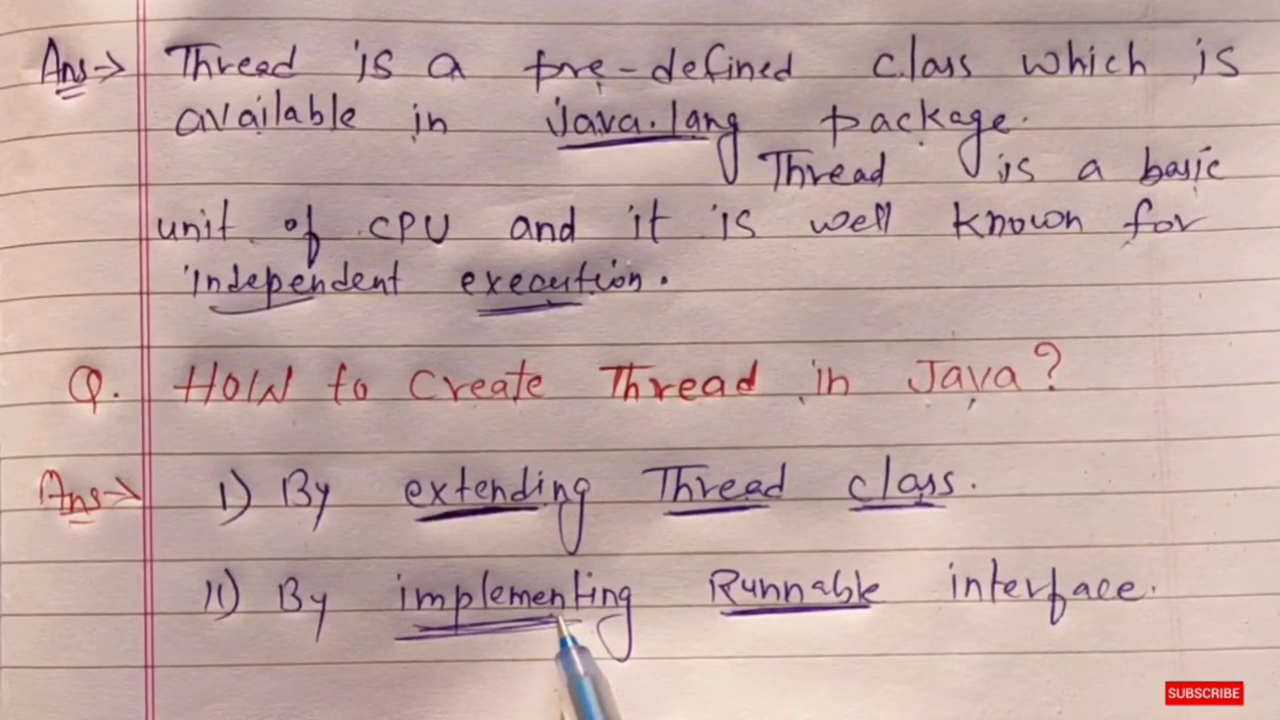 Ans→ Thread is a pre-defined class which is
available in java.lang package.
Thread is a basic
unit of CPU and it is well known for
independent execution.
Q. HOW to Create Thread in Java?
Ans→ I) By extending Thread class.
II) By implementing Runnable interface.
SUBSCRIBE